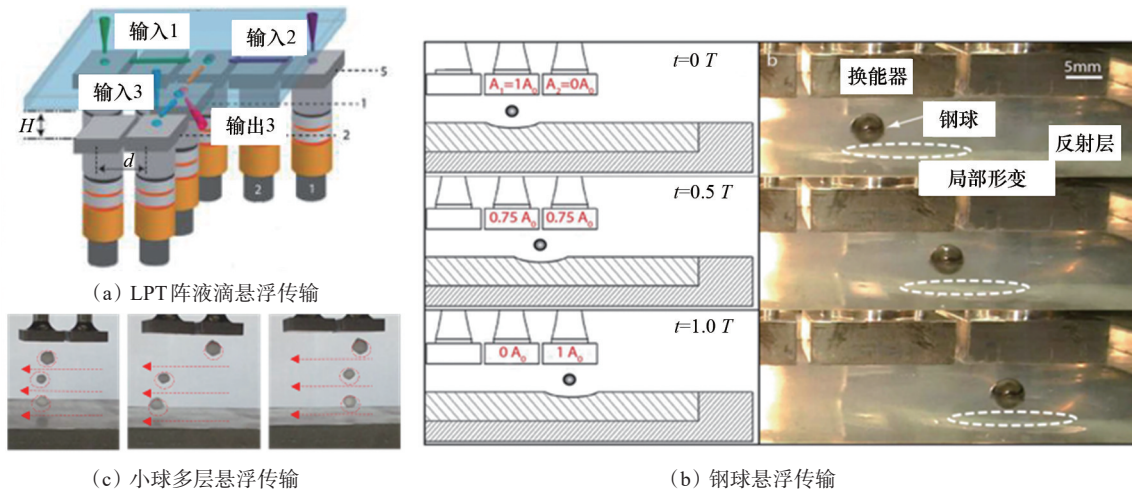 输入1
输入2
输入3
输出3
H
d
5
1
2
2
1
（a）LPT阵液滴悬浮传输
（c）小球多层悬浮传输
t=0 T
A₁=1A₀
A₂=0A₀
t=0.5 T
0.75 A₀
0.75 A₀
t=1.0 T
0 A₀
1 A₀
b
换能器
5mm
钢球
反射层
局部形变
（b）钢球悬浮传输